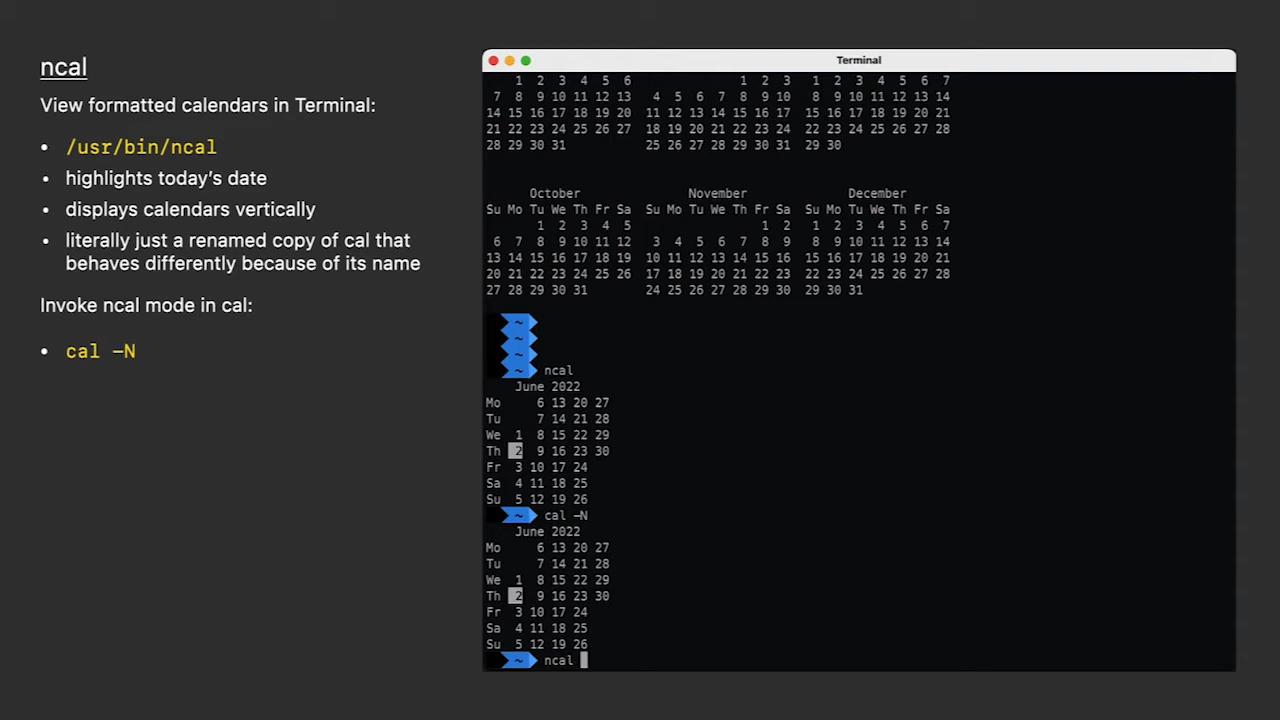 ncal
View formatted calendars in Terminal:
• /usr/bin/ncal
• highlights today’s date
• displays calendars vertically
• literally just a renamed copy of cal that
behaves differently because of its name
Invoke ncal mode in cal:
• cal –N
Terminal
1 2 3 4 5 6 1 2 3 1 2 3 4 5 6 7
7 8 9 10 11 12 13 4 5 6 7 8 9 10 8 9 10 11 12 13 14
14 15 16 17 18 19 20 11 12 13 14 15 16 17 15 16 17 18 19 20 21
21 22 23 24 25 26 27 18 19 20 21 22 23 24 22 23 24 25 26 27 28
28 29 30 31 25 26 27 28 29 30 31 29 30
October November December
Su Mo Tu We Th Fr Sa Su Mo Tu We Th Fr Sa Su Mo Tu We Th Fr Sa
1 2 3 4 5 1 2 1 2 3 4 5 6 7
6 7 8 9 10 11 12 3 4 5 6 7 8 9 8 9 10 11 12 13 14
13 14 15 16 17 18 19 10 11 12 13 14 15 16 15 16 17 18 19 20 21
20 21 22 23 24 25 26 17 18 19 20 21 22 23 22 23 24 25 26 27 28
27 28 29 30 31 24 25 26 27 28 29 30 29 30 31
~
~
~
~ ncal
June 2022
Mo 6 13 20 27
Tu 7 14 21 28
We 1 8 15 22 29
Th 2 9 16 23 30
Fr 3 10 17 24
Sa 4 11 18 25
Su 5 12 19 26
~ cal –N
June 2022
Mo 6 13 20 27
Tu 7 14 21 28
We 1 8 15 22 29
Th 2 9 16 23 30
Fr 3 10 17 24
Sa 4 11 18 25
Su 5 12 19 26
~ ncal